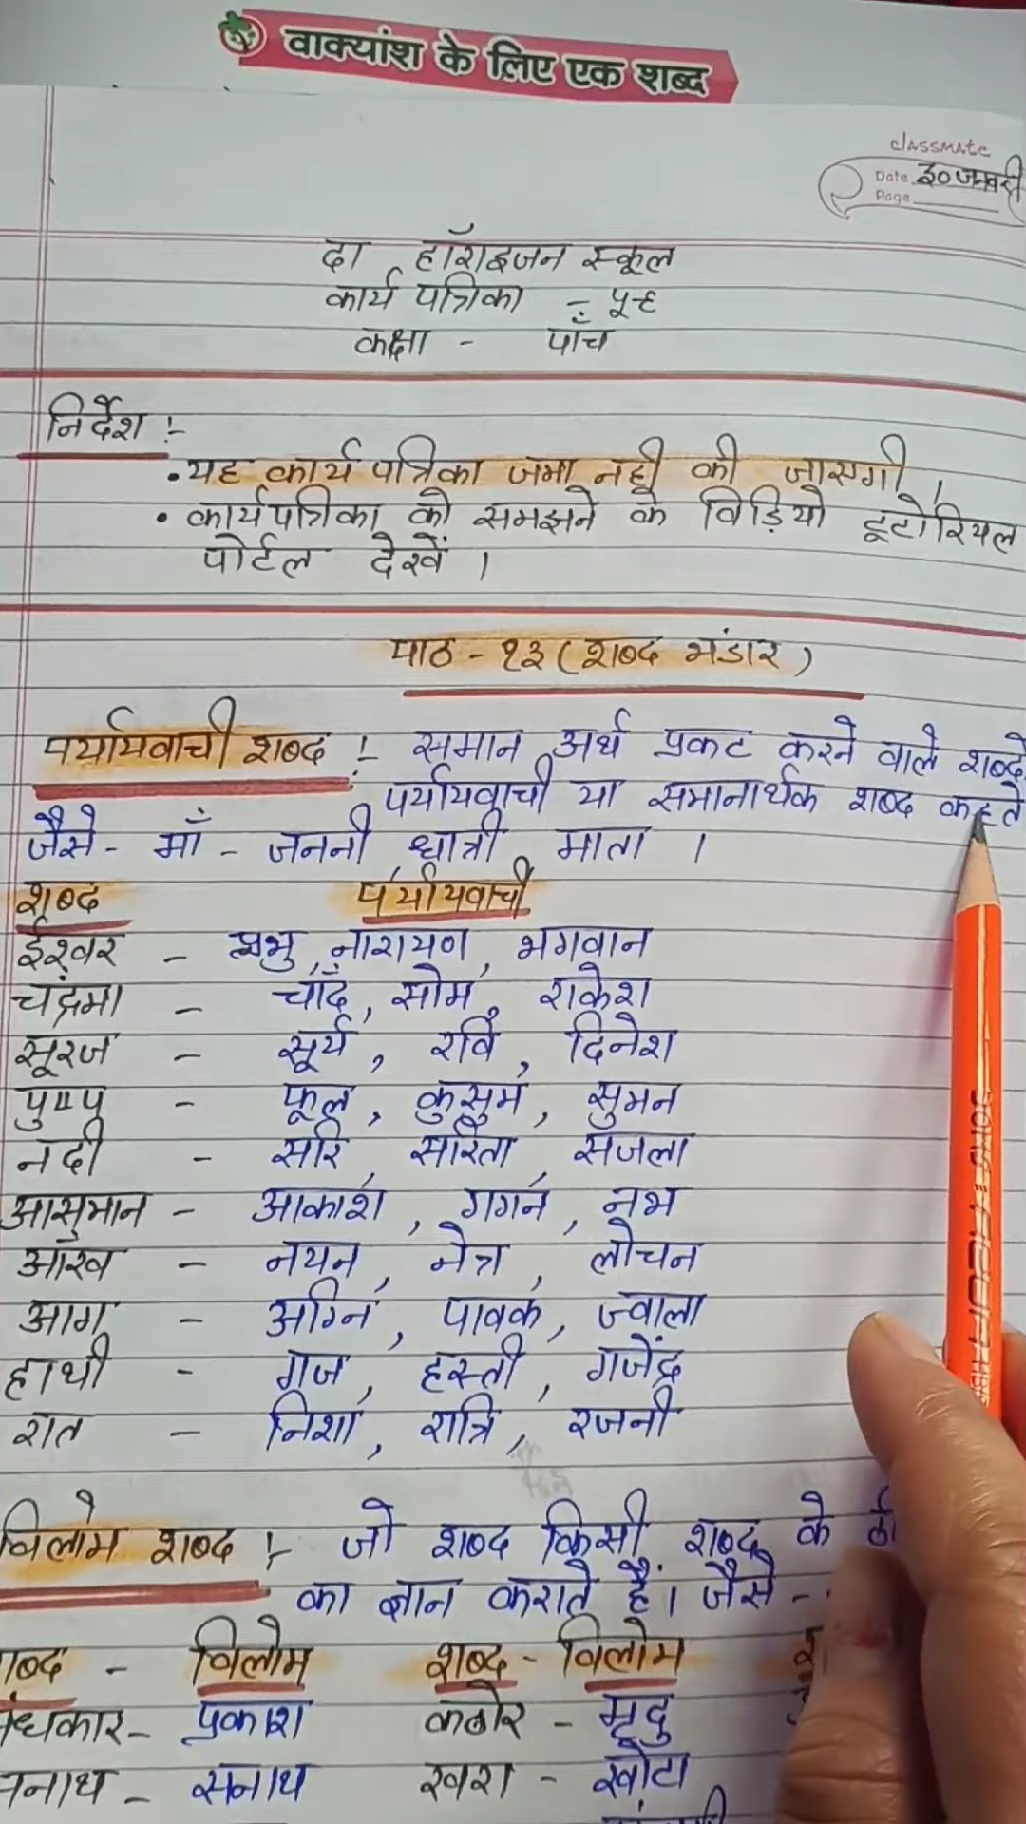 वाक्यांश के लिए एक शब्द
classmate
Date ३० जनवरी
Page
दा हॉराइजन स्कूल
कार्य पत्रिका -
कक्षा - पाँच
निर्देश :-
• यह कार्य पत्रिका जमा नही की जाएगी ।
• कार्यपत्रिका को समझने के विडियो टूटोरियल
पोर्टल देखें ।
पाठ - १३ ( शब्द भंडार )
पर्यायवाची शब्द :- समान अर्थ प्रकट करने वाले शब्दो
पर्यायवाची या समानार्थक शब्द कहते
जैसे - माँ - जननी, धात्री, माता ।
शब्द पर्यायवाची
ईश्वर - प्रभु, नारायण, भगवान
चंद्रमा - चाँद, सोम, राकेश
सूरज - सूर्य, रवि, दिनेश
पुष्प - फूल, कुसुम, सुमन
नदी - सरि, सरिता, सजला
आसमान - आकाश, गगन, नभ
आँख - नयन, नेत्र, लोचन
आग - अग्नि, पावक, ज्वाला
हाथी - गज, हस्ती, गजेंद्र
रात - निशा, रात्रि, रजनी
विलोम शब्द :- जो शब्द किसी शब्द के
का ज्ञान कराते हैं। जैसे -
ब्द - विलोम शब्द - विलोम
ंधकार - प्रकाश कठोर - मृदु
नाथ - सनाथ खरा - खोटा